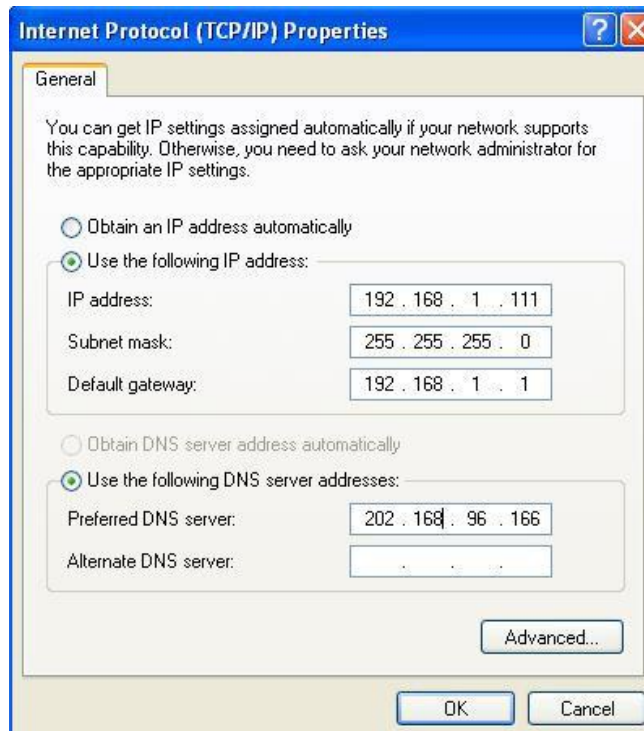 Internet Protocol (TCP/IP) Properties
General
You can get IP settings assigned automatically if your network supports
this capability. Otherwise, you need to ask your network administrator for
the appropriate IP settings.
Obtain an IP address automatically
Use the following IP address:
IP address: 192 . 168 . 1 . 111
Subnet mask: 255 . 255 . 255 . 0
Default gateway: 192 . 168 . 1 . 1
Obtain DNS server address automatically
Use the following DNS server addresses:
Preferred DNS server: 202 . 168 . 96 . 166
Alternate DNS server: . . .
Advanced...
OK Cancel